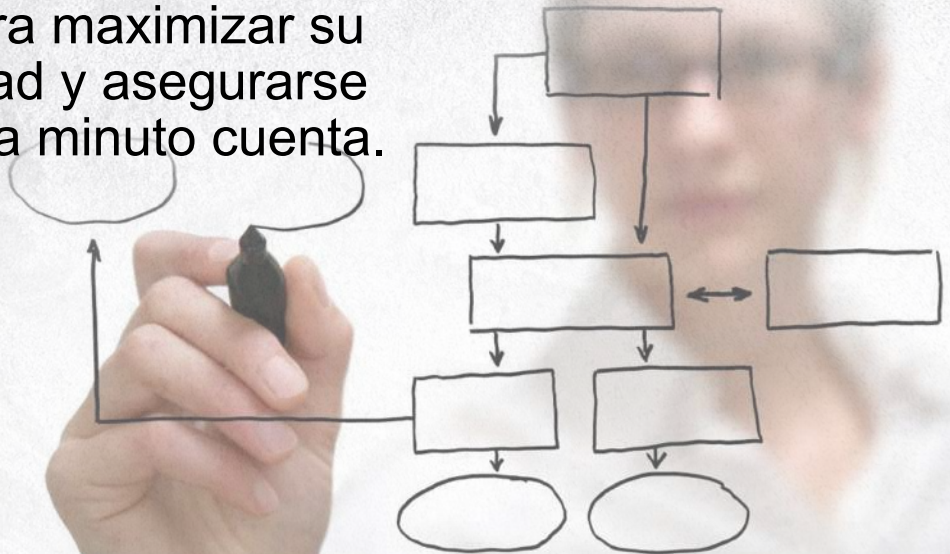 ra maximizar su
ad y asegurarse
a minuto cuenta.